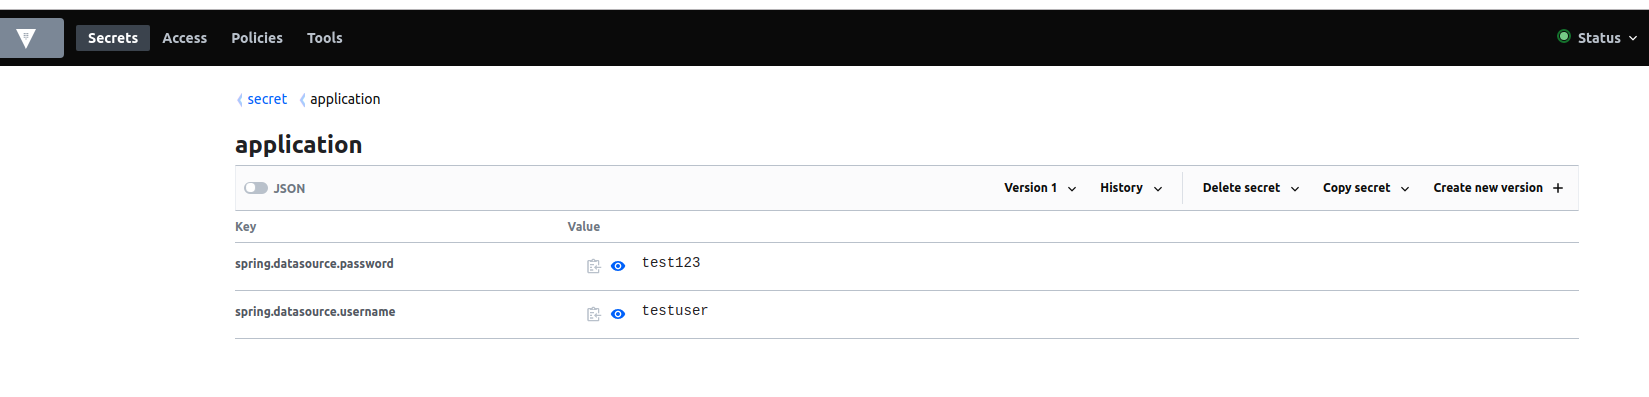 Secrets Access Policies Tools Status
secret application
application
JSON Version 1 History Delete secret Copy secret Create new version
Key Value
spring.datasource.password test123
spring.datasource.username testuser